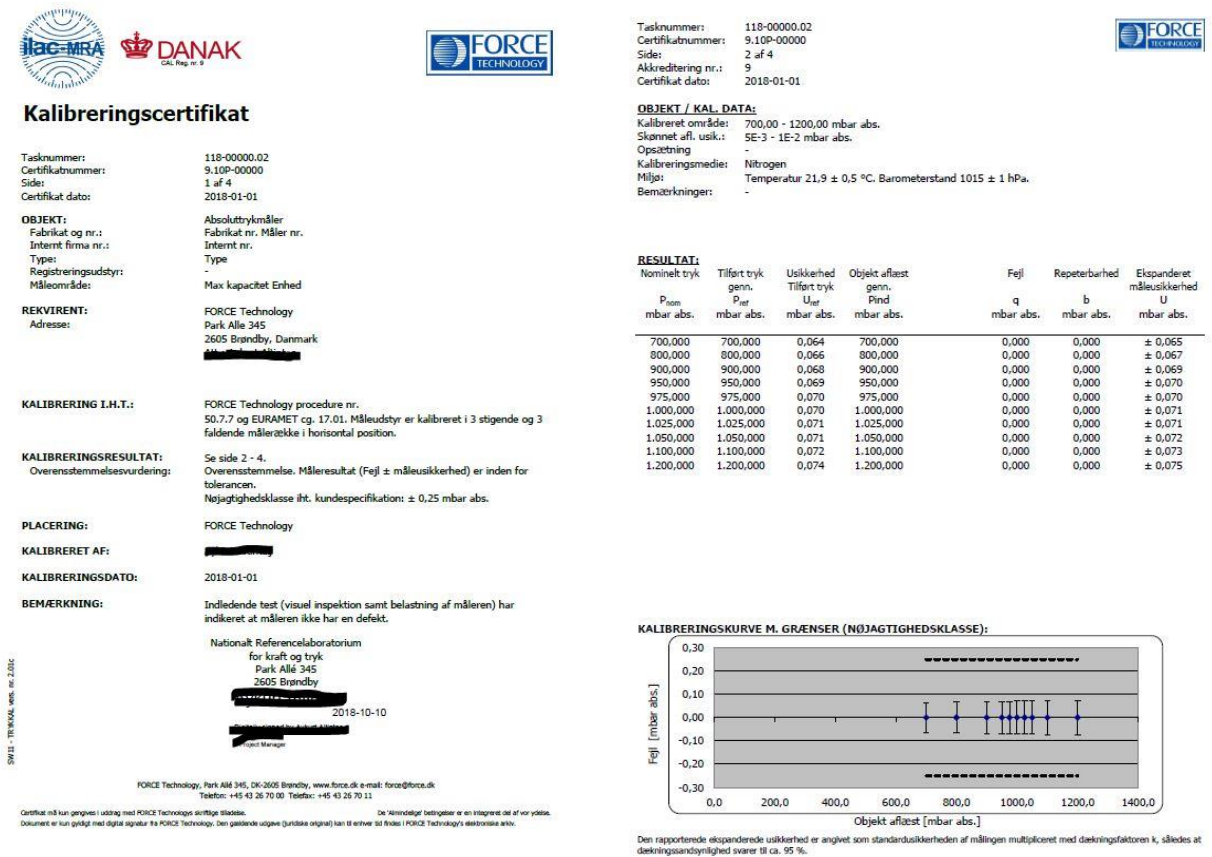 ilac-MRA
DANAK
CAL Reg. nr. 9
FORCE
TECHNOLOGY
Kalibreringscertifikat
Tasknummer: 118-00000.02
Certifikatnummer: 9.10P-00000
Side: 1 af 4
Certifikat dato: 2018-01-01
OBJEKT: Absoluttrykmåler
Fabrikat og nr.: Fabrikat nr. Måler nr.
Internt firma nr.: Internt nr.
Type: Type
Registreringsudstyr: -
Måleområde: Max kapacitet Enhed
REKVIRENT: FORCE Technology
Adresse: Park Alle 345
2605 Brøndby, Danmark
KALIBRERING I.H.T.: FORCE Technology procedure nr.
50.7.7 og EURAMET cg. 17.01. Måleudstyr er kalibreret i 3 stigende og 3
faldende målerække i horisontal position.
KALIBRERINGSRESULTAT: Se side 2 - 4.
Overensstemmelsesvurdering: Overensstemmelse. Måleresultat (Fejl ± måleusikkerhed) er inden for
tolerancen.
Nøjagtighedsklasse iht. kundespecifikation: ± 0,25 mbar abs.
PLACERING: FORCE Technology
KALIBRERET AF:
KALIBRERINGSDATO: 2018-01-01
BEMÆRKNING: Indledende test (visuel inspektion samt belastning af måleren) har
indikeret at måleren ikke har en defekt.
Nationalt Referencelaboratorium
for kraft og tryk
Park Allé 345
2605 Brøndby
2018-10-10
Project Manager
SW11 - TRYKKAL vers. nr. 2.01c
FORCE Technology, Park Allé 345, DK-2605 Brøndby, www.force.dk e-mail: force@force.dk
Telefon: +45 43 26 70 00 Telefax: +45 43 26 70 11
Certifikat må kun gengives i uddrag med FORCE Technologys skriftlige tilladelse. De 'Almindelige' betingelser er en integreret del af vor ydelse.
Dokument er kun gyldigt med digital signatur fra FORCE Technology. Den gældende udgave (juridiske original) kan til enhver tid findes i FORCE Technology's elektroniske arkiv.
Tasknummer: 118-00000.02
Certifikatnummer: 9.10P-00000
Side: 2 af 4
Akkreditering nr.: 9
Certifikat dato: 2018-01-01
FORCE
TECHNOLOGY
OBJEKT / KAL. DATA:
Kalibreret område: 700,00 - 1200,00 mbar abs.
Skønnet afl. usik.: 5E-3 - 1E-2 mbar abs.
Opsætning -
Kalibreringsmedie: Nitrogen
Miljø: Temperatur 21,9 ± 0,5 ºC. Barometerstand 1015 ± 1 hPa.
Bemærkninger: -
RESULTAT:
Nominelt tryk Tilført tryk Usikkerhed Objekt aflæst Fejl Repeterbarhed Ekspanderet
genn. Tilført tryk genn. måleusikkerhed
Pnom Pref Uref Pind q b U
mbar abs. mbar abs. mbar abs. mbar abs. mbar abs. mbar abs. mbar abs.
700,000 700,000 0,064 700,000 0,000 0,000 ± 0,065
800,000 800,000 0,066 800,000 0,000 0,000 ± 0,067
900,000 900,000 0,068 900,000 0,000 0,000 ± 0,069
950,000 950,000 0,069 950,000 0,000 0,000 ± 0,070
975,000 975,000 0,070 975,000 0,000 0,000 ± 0,070
1.000,000 1.000,000 0,070 1.000,000 0,000 0,000 ± 0,071
1.025,000 1.025,000 0,071 1.025,000 0,000 0,000 ± 0,071
1.050,000 1.050,000 0,071 1.050,000 0,000 0,000 ± 0,072
1.100,000 1.100,000 0,072 1.100,000 0,000 0,000 ± 0,073
1.200,000 1.200,000 0,074 1.200,000 0,000 0,000 ± 0,075
KALIBRERINGSKURVE M. GRÆNSER (NØJAGTIGHEDSKLASSE):
Fejl [mbar abs.]
0,30
0,20
0,10
0,00
-0,10
-0,20
-0,30
0,0 200,0 400,0 600,0 800,0 1000,0 1200,0 1400,0
Objekt aflæst [mbar abs.]
Den rapporterede ekspanderede usikkerhed er angivet som standardusikkerheden af målingen multipliceret med dækningsfaktoren k, således at
dækningssandsynlighed svarer til ca. 95 %.